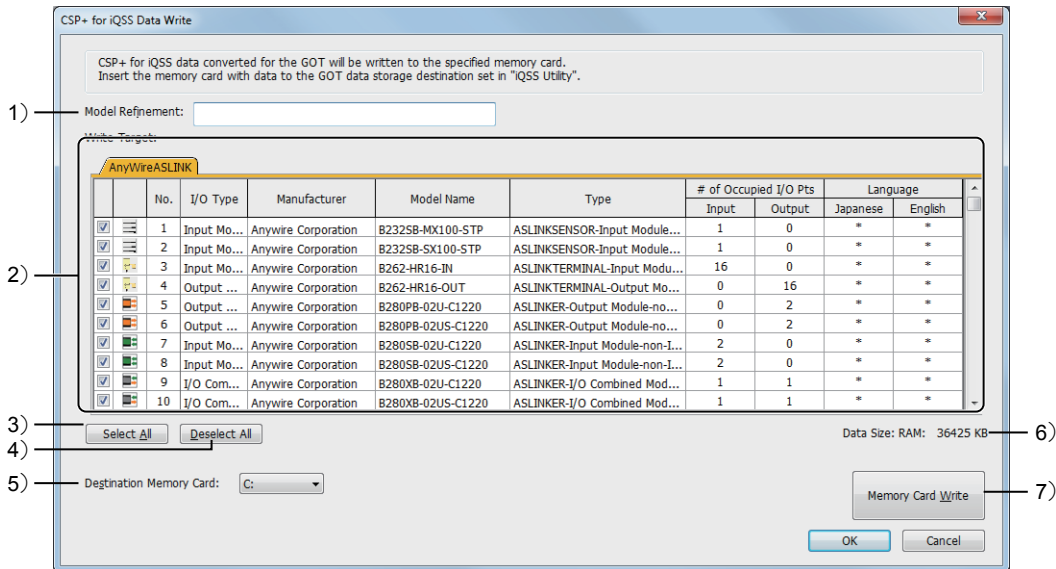 CSP+ for iQSS Data Write
CSP+ for iQSS data converted for the GOT will be written to the specified memory card.
Insert the memory card with data to the GOT data storage destination set in "iQSS Utility".
1) Model Refinement:
Write Target:
2)
AnyWireASLINK
No. I/O Type Manufacturer Model Name Type # of Occupied I/O Pts Language
Input Output Japanese English
1 Input Mo... Anywire Corporation B232SB-MX100-STP ASLINKSENSOR-Input Module... 1 0 * *
2 Input Mo... Anywire Corporation B232SB-SX100-STP ASLINKSENSOR-Input Module... 1 0 * *
3 Input Mo... Anywire Corporation B262-HR16-IN ASLINKTERMINAL-Input Modu... 16 0 * *
4 Output ... Anywire Corporation B262-HR16-OUT ASLINKTERMINAL-Output Mo... 0 16 * *
5 Output ... Anywire Corporation B280PB-02U-C1220 ASLINKER-Output Module-no... 0 2 * *
6 Output ... Anywire Corporation B280PB-02US-C1220 ASLINKER-Output Module-no... 0 2 * *
7 Input Mo... Anywire Corporation B280SB-02U-C1220 ASLINKER-Input Module-non-I... 2 0 * *
8 Input Mo... Anywire Corporation B280SB-02US-C1220 ASLINKER-Input Module-non-I... 2 0 * *
9 I/O Com... Anywire Corporation B280XB-02U-C1220 ASLINKER-I/O Combined Mod... 1 1 * *
10 I/O Com... Anywire Corporation B280XB-02US-C1220 ASLINKER-I/O Combined Mod... 1 1 * *
3) Select All Deselect All Data Size: RAM: 36425 KB 6)
4)
5) Destination Memory Card: C: Memory Card Write 7)
OK Cancel